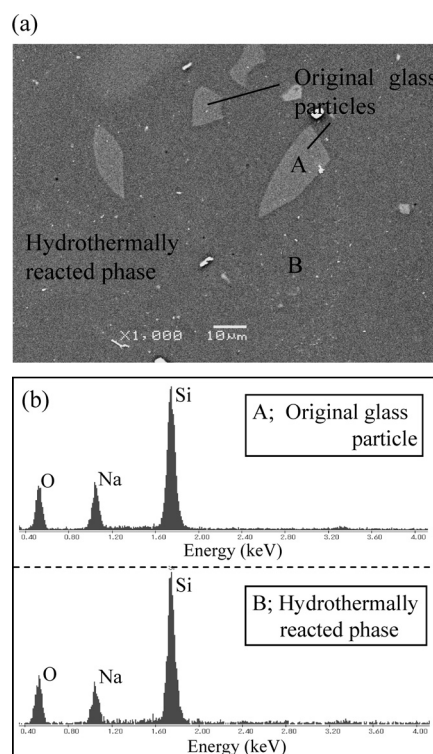 (a)
Original glass
particles
A
Hydrothermally
reacted phase
B
X1,000 10μm
(b)
Si
A; Original glass
particle
O
Na
0.40 0.80 1.20 1.60 2.00 2.40 2.80 3.20 3.60 4.00
Energy (keV)
Si
B; Hydrothermally
reacted phase
O
Na
0.40 0.80 1.20 1.60 2.00 2.40 2.80 3.20 3.60 4.00
Energy (keV)